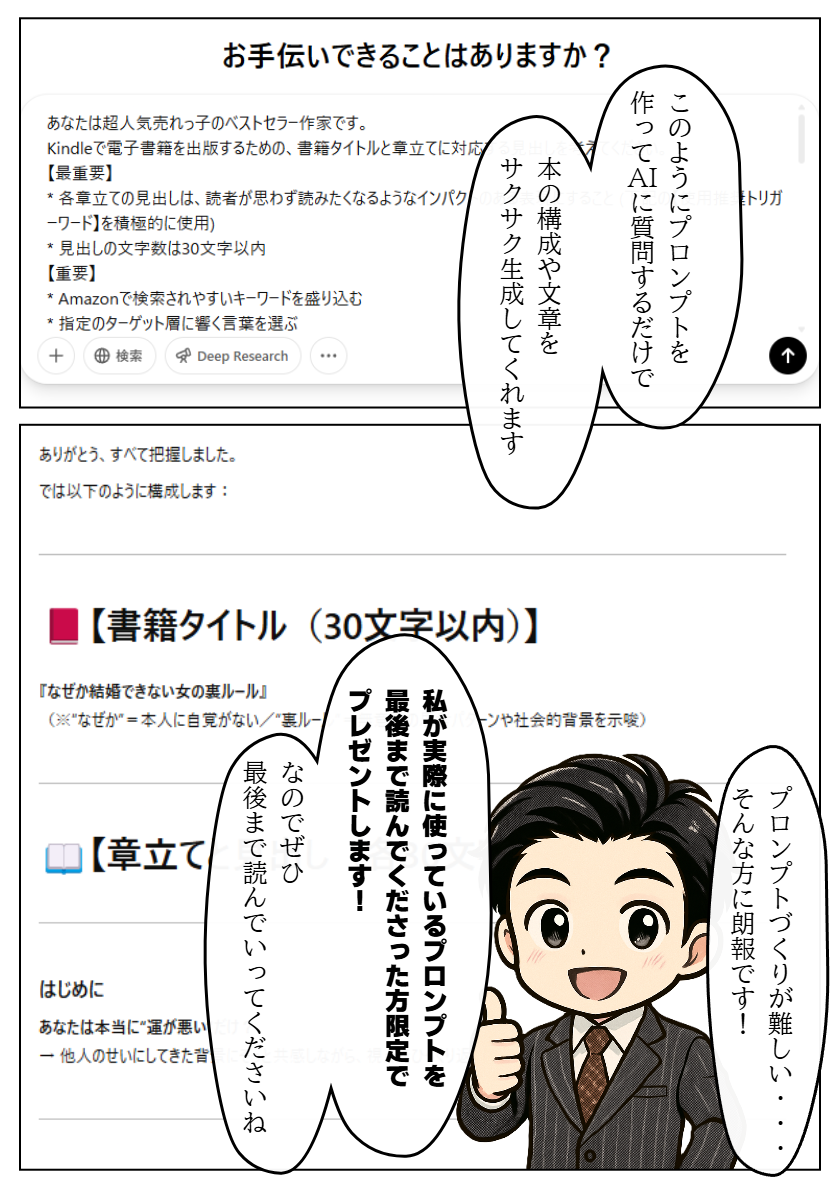 お手伝いできることはありますか？
あなたは超人気売れっ子のベストセラー作家です。
Kindleで電子書籍を出版するための、書籍タイトルと章立てに対応
【最重要】
* 各章立ての見出しは、読者が思わず読みたくなるようなインパク
トリガ
ーワード】を積極的に使用)
* 見出しの文字数は30文字以内
【重要】
* Amazonで検索されやすいキーワードを盛り込む
* 指定のターゲット層に響く言葉を選ぶ
検索
Deep Research
このようにプロンプトを
作ってAIに質問するだけで
本の構成や文章を
サクサク生成してくれます
ありがとう、すべて把握しました。
では以下のように構成します：
【書籍タイトル（30文字以内）】
『なぜか結婚できない女の裏ルール』
（※“なぜか”＝本人に自覚がない／“裏ルー
ンや社会的背景を示唆）
【章立て
はじめに
あなたは本当に“運が悪い
→ 他人のせいにしてきた背
プロンプトづくりが難しい・・・・
そんな方に朗報です！
私が実際に使っているプロンプトを
最後まで読んでくださった方限定で
プレゼントします！
なのでぜひ
最後まで読んでいってくださいね